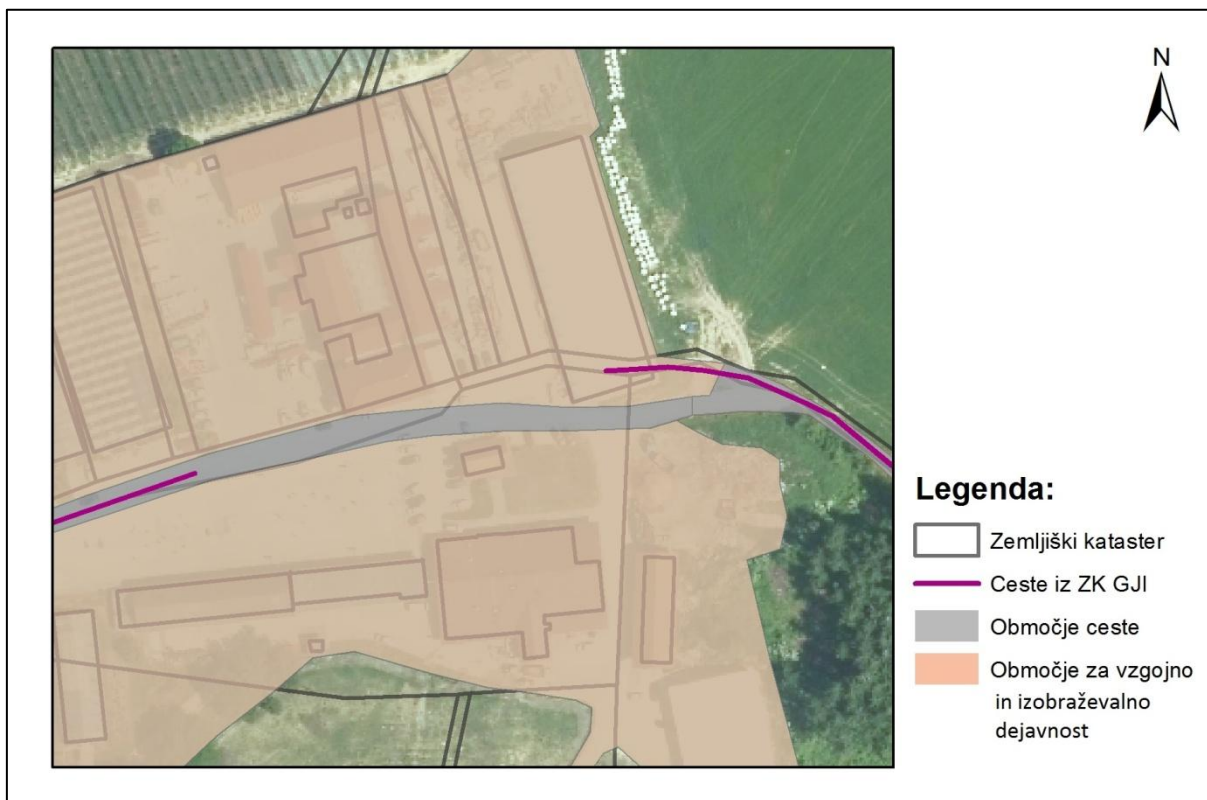 N
Legenda:
Zemljiški kataster
Ceste iz ZK GJI
Območje ceste
Območje za vzgojno
in izobraževalno
dejavnost